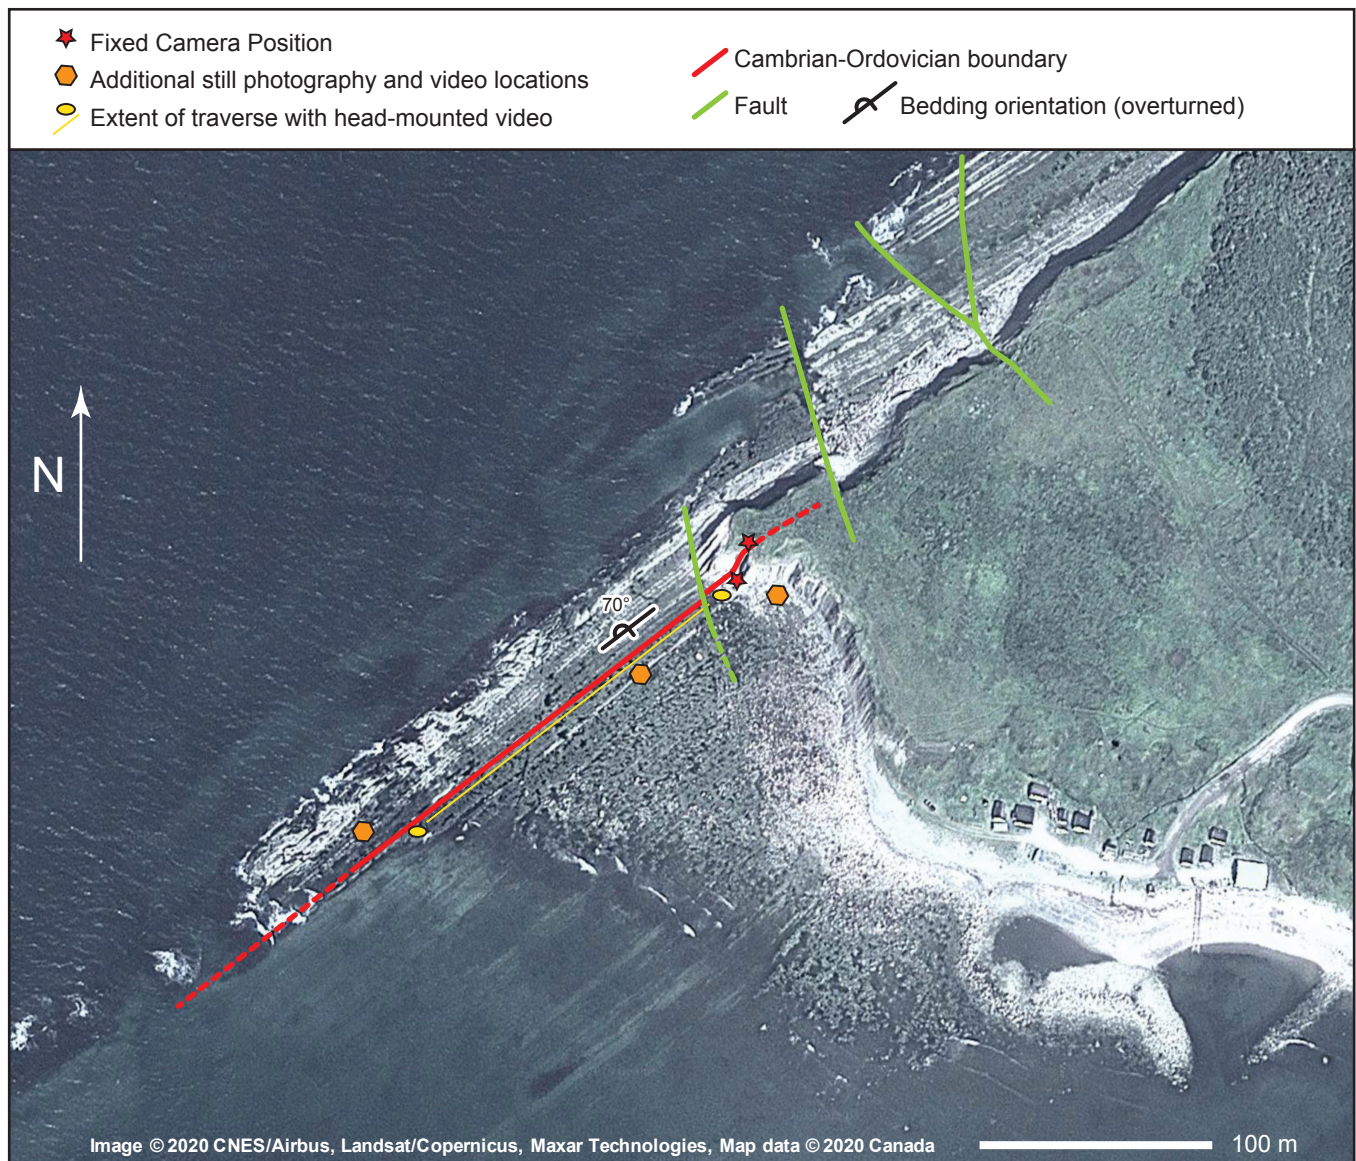 Fixed Camera Position
Additional still photography and video locations
Extent of traverse with head-mounted video
Cambrian-Ordovician boundary
Fault
Bedding orientation (overturned)
N
70°
Image © 2020 CNES/Airbus, Landsat/Copernicus, Maxar Technologies, Map data © 2020 Canada
100 m